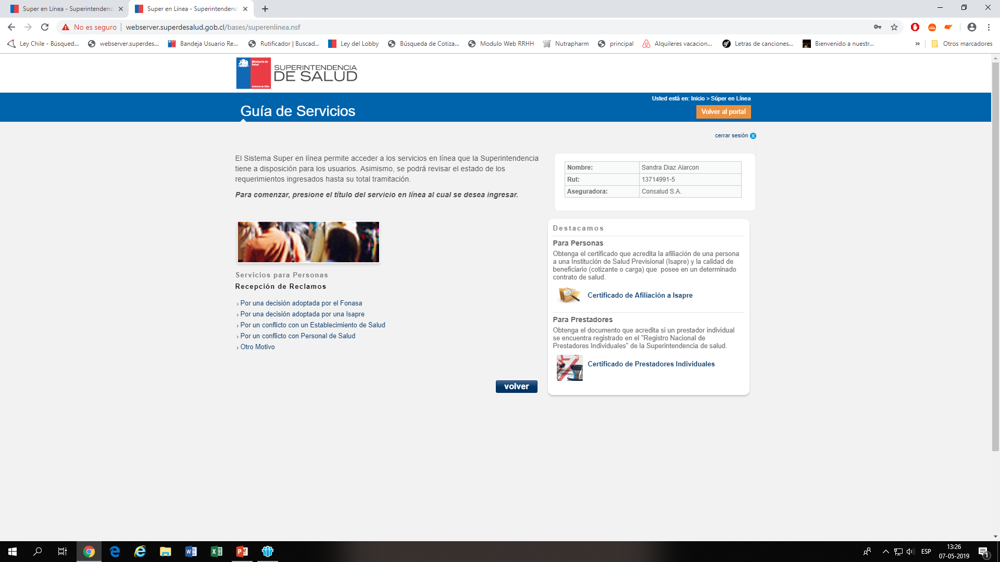 Super en Línea - Superintendenc
Super en Línea - Superintendenc
No es seguro
webserver.superdesalud.gob.cl/bases/superenlinea.nsf
Ley Chile - Búsqued...
webserver.superdes...
Bandeja Usuario Re...
Rutificador | Buscad...
Ley del Lobby
Búsqueda de Cotiza...
Modulo Web RRHH
Nutrapharm
principal
Alquileres vacacion...
Letras de canciones...
Bienvenido a nuestr...
»
Otros marcadores
Ministerio de
Salud
Gobierno de Chile
SUPERINTENDENCIA
DE SALUD
Usted está en: Inicio > Súper en Línea
Guía de Servicios
Volver al portal
cerrar sesión X
El Sistema Super en línea permite acceder a los servicios en línea que la Superintendencia
tiene a disposición para los usuarios. Asimismo, se podrá revisar el estado de los
requerimientos ingresados hasta su total tramitación.
Para comenzar, presione el título del servicio en línea al cual se desea ingresar.
Nombre: Sandra Diaz Alarcon
Rut: 13714991-5
Aseguradora: Consalud S.A.
Servicios para Personas
Recepción de Reclamos
Por una decisión adoptada por el Fonasa
Por una decisión adoptada por una Isapre
Por un conflicto con un Establecimiento de Salud
Por un conflicto con Personal de Salud
Otro Motivo
volver
Destacamos
Para Personas
Obtenga el certificado que acredita la afiliación de una persona
a una Institución de Salud Previsional (Isapre) y la calidad de
beneficiario (cotizante o carga) que posee en un determinado
contrato de salud.
Certificado de Afiliación a Isapre
Para Prestadores
Obtenga el documento que acredita si un prestador individual
se encuentra registrado en el "Registro Nacional de
Prestadores Individuales" de la Superintendencia de salud.
Certificado de Prestadores Individuales
ESP
13:26
07-05-2019
1